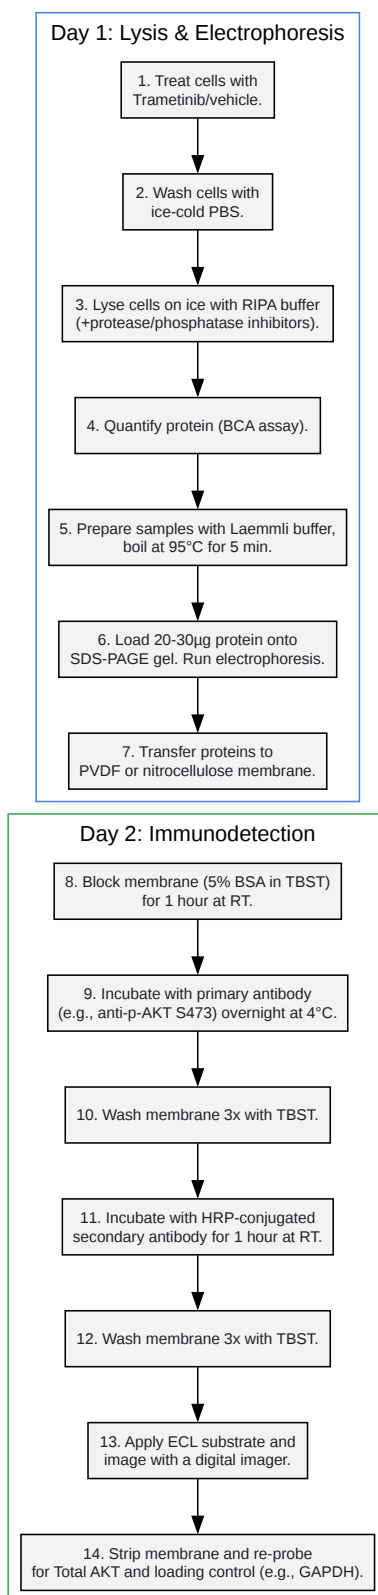 Day 1: Lysis & Electrophoresis
1. Treat cells with
Trametinib/vehicle.
2. Wash cells with
ice-cold PBS.
3. Lyse cells on ice with RIPA buffer
(+protease/phosphatase inhibitors).
4. Quantify protein (BCA assay).
5. Prepare samples with Laemmli buffer,
boil at 95°C for 5 min.
6. Load 20-30µg protein onto
SDS-PAGE gel. Run electrophoresis.
7. Transfer proteins to
PVDF or nitrocellulose membrane.
Day 2: Immunodetection
8. Block membrane (5% BSA in TBST)
for 1 hour at RT.
9. Incubate with primary antibody
(e.g., anti-p-AKT S473) overnight at 4°C.
10. Wash membrane 3x with TBST.
11. Incubate with HRP-conjugated
secondary antibody for 1 hour at RT.
12. Wash membrane 3x with TBST.
13. Apply ECL substrate and
image with a digital imager.
14. Strip membrane and re-probe
for Total AKT and loading control (e.g., GAPDH).